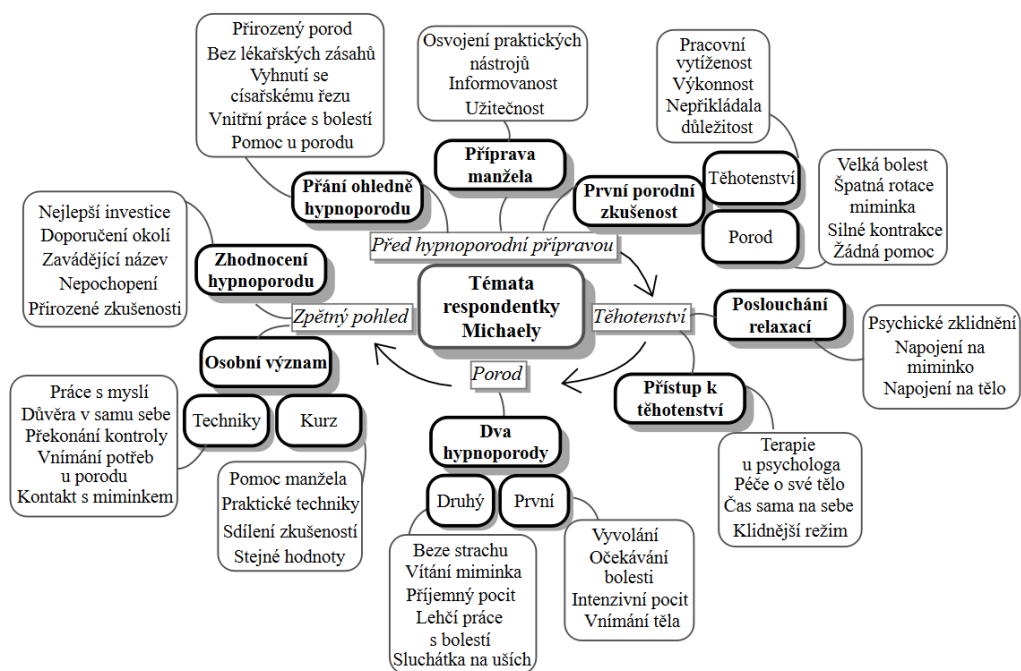 Přirozený porod
Bez lékařských zásahů
Vyhnutí se
císařskému řezu
Vnitřní práce s bolestí
Pomoc u porodu
Osvojení praktických
nástrojů
Informovanost
Užitečnost
Pracovní
vytíženost
Výkonnost
Nepřikládala
důležitost
Přání ohledně
hypnoporodu
Příprava
manžela
První porodní
zkušenost
Těhotenství
Porod
Velká bolest
Špatná rotace
miminka
Silné kontrakce
Žádná pomoc
Před hypnoporodní přípravou
Nejlepší investice
Doporučení okolí
Zavádějící název
Nepochopení
Přirozené zkušenosti
Zhodnocení
hypnoporodu
Zpětný pohled
Témata
respondentky
Michaely
Těhotenství
Poslouchání
relaxací
Psychické zklidnění
Napojení na
miminko
Napojení na tělo
Osobní význam
Techniky
Kurz
Práce s myslí
Důvěra v samu sebe
Překonání kontroly
Vnímání potřeb
u porodu
Kontakt s miminkem
Pomoc manžela
Praktické techniky
Sdílení zkušeností
Stejné hodnoty
Porod
Dva
hypnoporody
Druhý
První
Beze strachu
Vítání miminka
Příjemný pocit
Lehčí práce
s bolestí
Sluchátka na uších
Vyvolání
Očekávání
bolesti
Intenzivní pocit
Vnímání těla
Přístup k
těhotenství
Terapie
u psychologa
Péče o své tělo
Čas sama na sebe
Klidnější režim